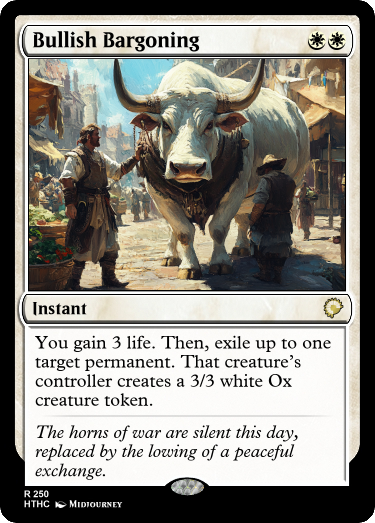 Bullish Bargoning
Instant
You gain 3 life. Then, exile up to one
target permanent. That creature's
controller creates a 3/3 white Ox
creature token.
The horns of war are silent this day,
replaced by the lowing of a peaceful
exchange.
R 250
HTHC Midjourney